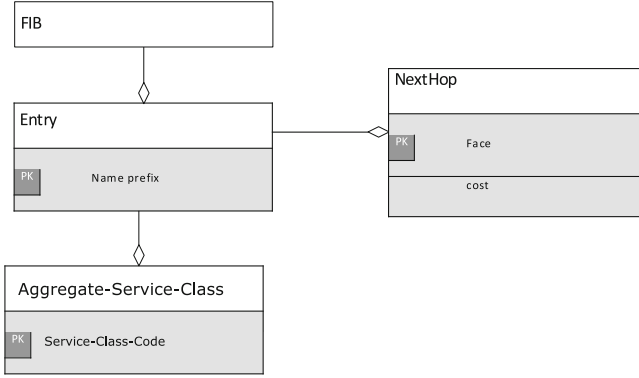 FIB
Entry
PK
Name prefix
NextHop
PK
Face
cost
Aggregate-Service-Class
PK
Service-Class-Code